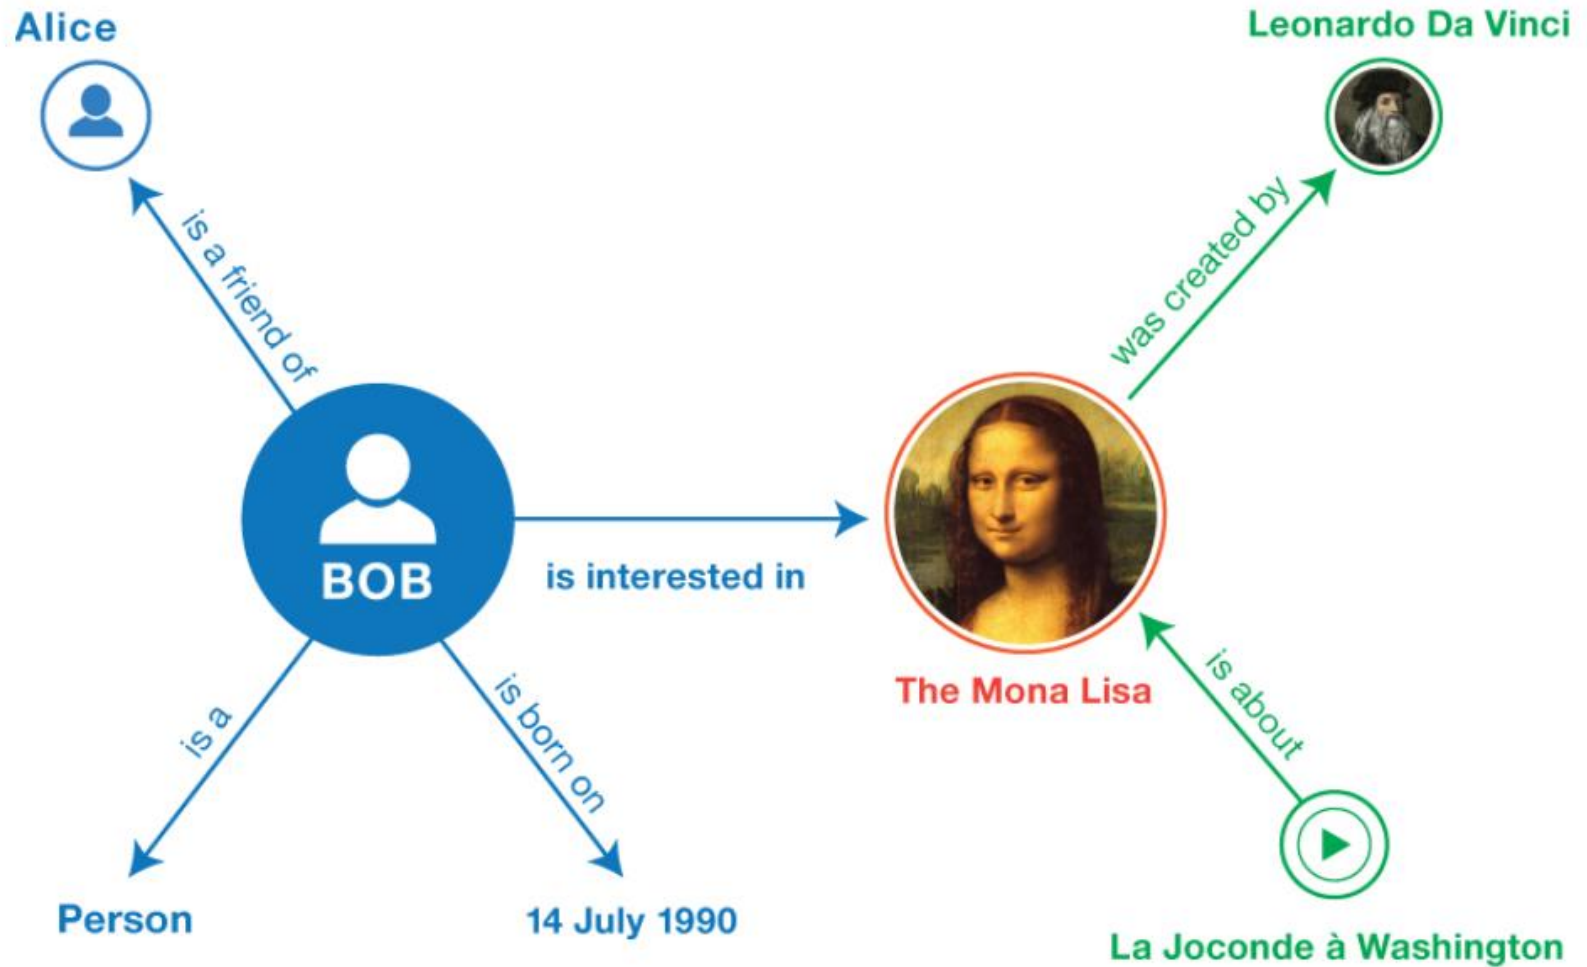 Alice
Leonardo Da Vinci
is a friend of
was created by
BOB
is interested in
The Mona Lisa
is a
is born on
is about
Person
14 July 1990
La Joconde à Washington